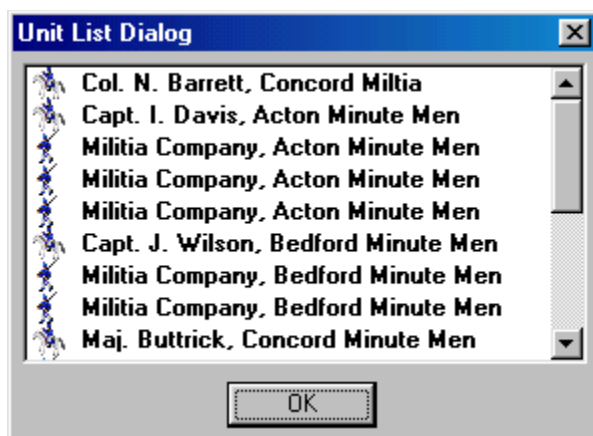 Unit List Dialog
Col. N. Barrett, Concord Miltia
Capt. I. Davis, Acton Minute Men
Militia Company, Acton Minute Men
Militia Company, Acton Minute Men
Militia Company, Acton Minute Men
Capt. J. Wilson, Bedford Minute Men
Militia Company, Bedford Minute Men
Militia Company, Bedford Minute Men
Maj. Buttrick, Concord Minute Men
OK